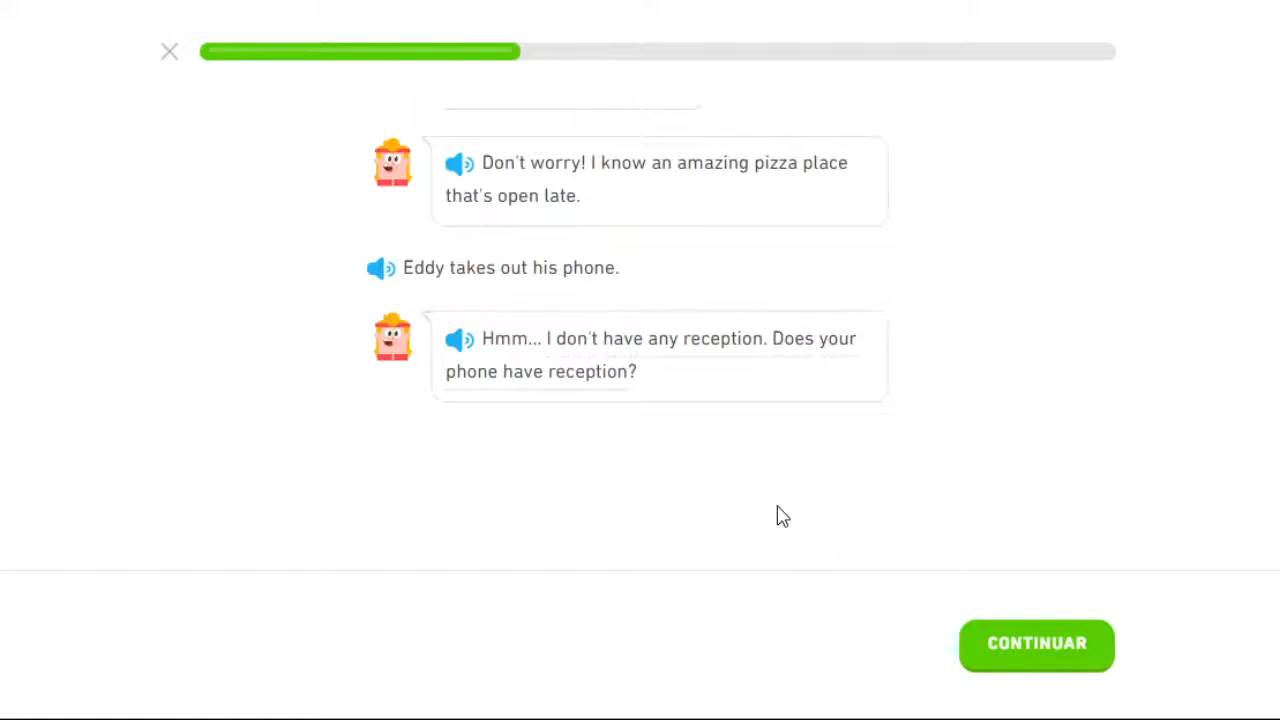 Don't worry! I know an amazing pizza place
that's open late.
Eddy takes out his phone.
Hmm... I don't have any reception. Does your
phone have reception?
CONTINUAR